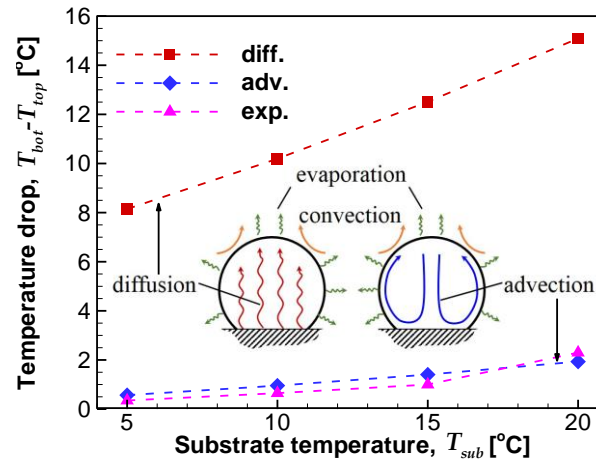 Temperature drop, T_bot-T_top [°C]
16
14
12
10
8
6
4
2
0
diff.
adv.
exp.
evaporation
convection
diffusion
advection
5
10
15
20
Substrate temperature, T_sub [°C]